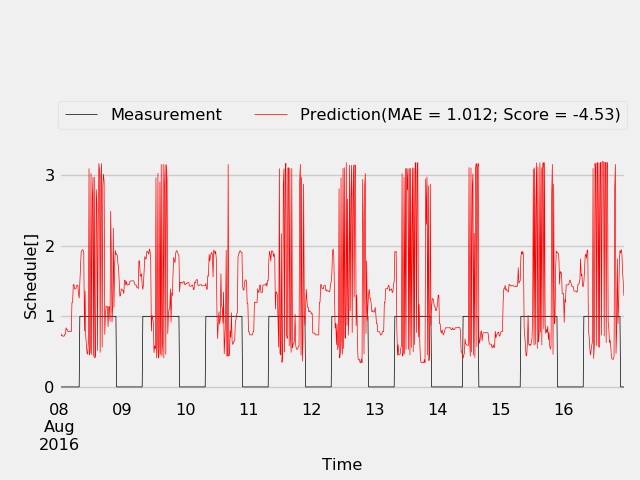 Measurement
Prediction(MAE = 1.012; Score = -4.53)
3
2
1
0
Schedule[]
08 09 10 11 12 13 14 15 16
Aug
2016
Time